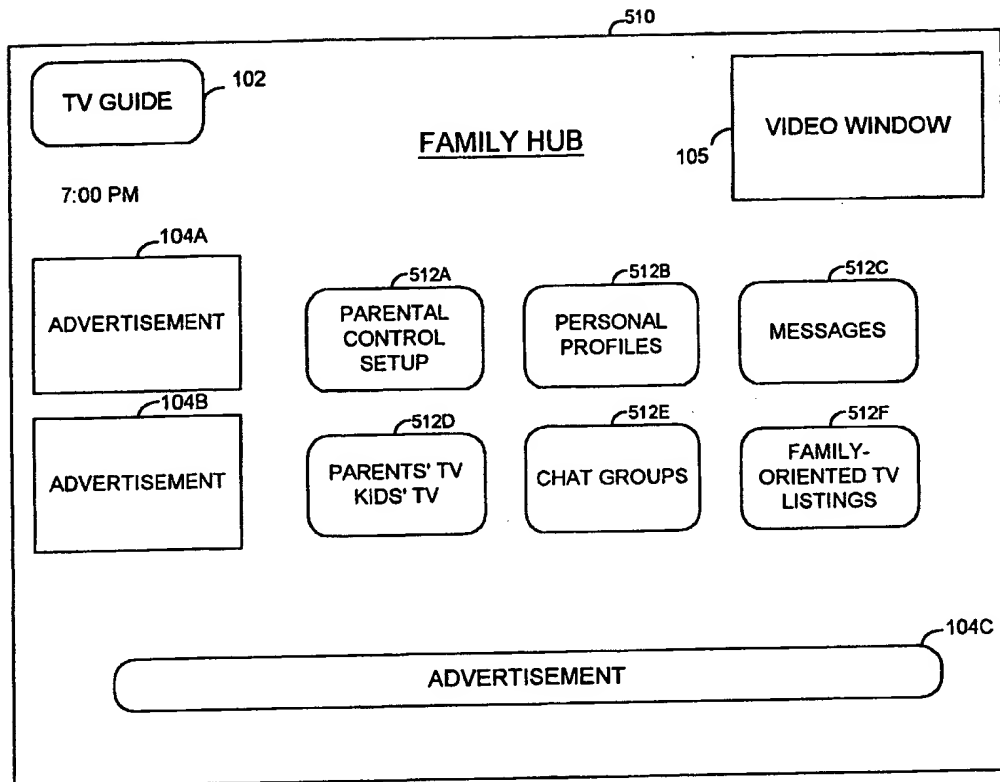 510
TV GUIDE
102
FAMILY HUB
105
VIDEO WINDOW
7:00 PM
104A
ADVERTISEMENT
512A
PARENTAL
CONTROL
SETUP
512B
PERSONAL
PROFILES
512C
MESSAGES
104B
ADVERTISEMENT
512D
PARENTS' TV
KIDS' TV
512E
CHAT GROUPS
512F
FAMILY-
ORIENTED TV
LISTINGS
104C
ADVERTISEMENT